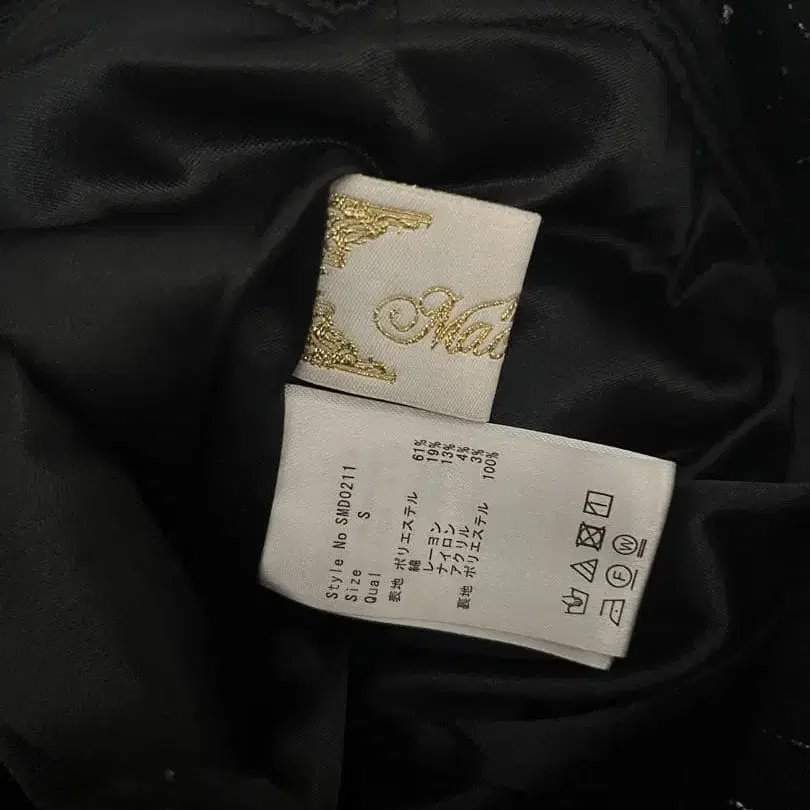 Mad
Style No SMD0211
Size S
Qual
表地 ポリエステル 61%
綿 19%
レーヨン 13%
ナイロン 4%
アクリル 3%
裏地 ポリエステル 100%
F W